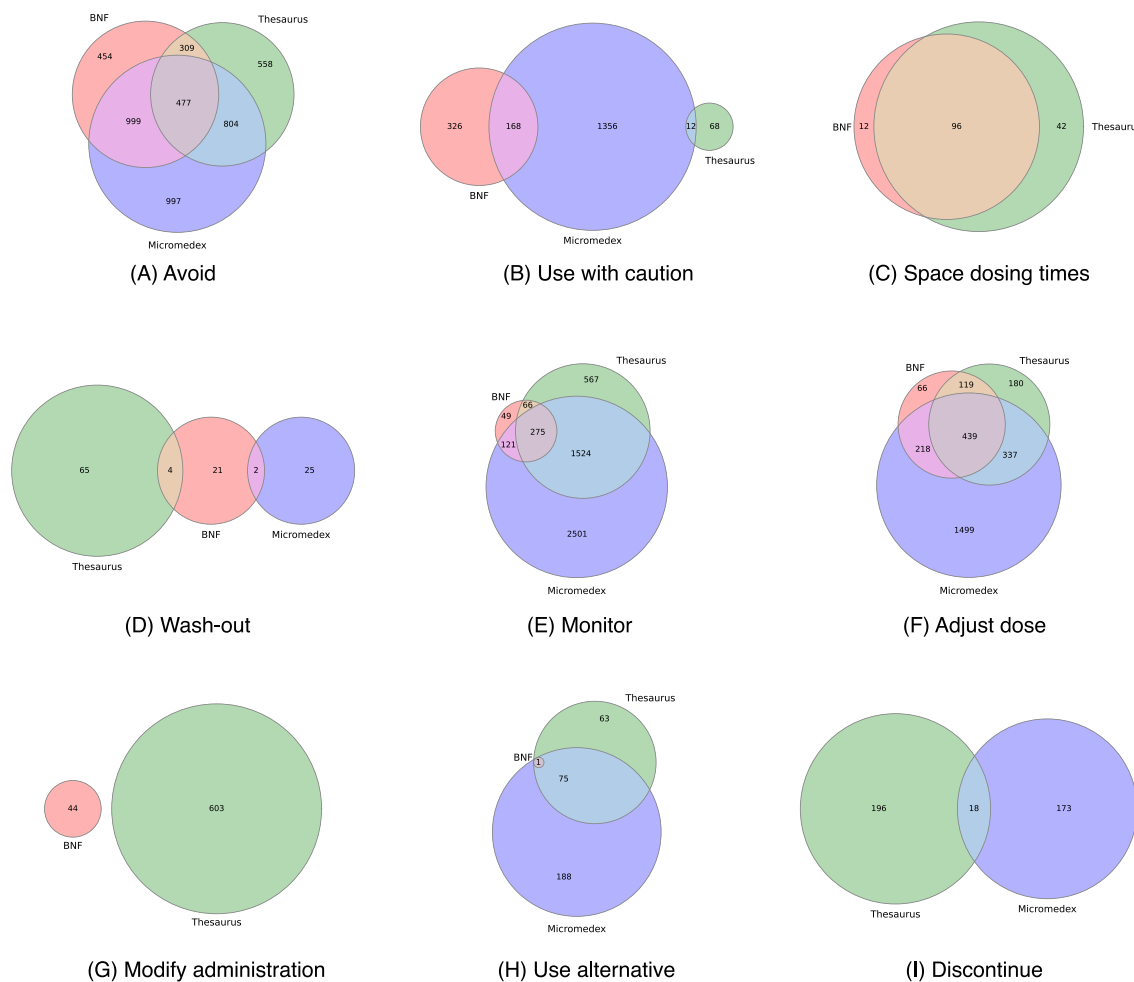 BNF
Thesaurus
454
309
558
477
999
804
997
Micromedex
(A) Avoid
326
168
1356
12
68
Thesaurus
BNF
Micromedex
(B) Use with caution
BNF
12
96
42
Thesaurus
(C) Space dosing times
65
4
21
2
25
BNF
Micromedex
Thesaurus
(D) Wash-out
Thesaurus
567
BNF
66
49
275
121
1524
2501
Micromedex
(E) Monitor
Thesaurus
BNF
119
180
66
439
218
337
1499
Micromedex
(F) Adjust dose
44
603
BNF
Thesaurus
(G) Modify administration
Thesaurus
63
BNF
1
75
188
Micromedex
(H) Use alternative
196
18
173
Thesaurus
Micromedex
(I) Discontinue